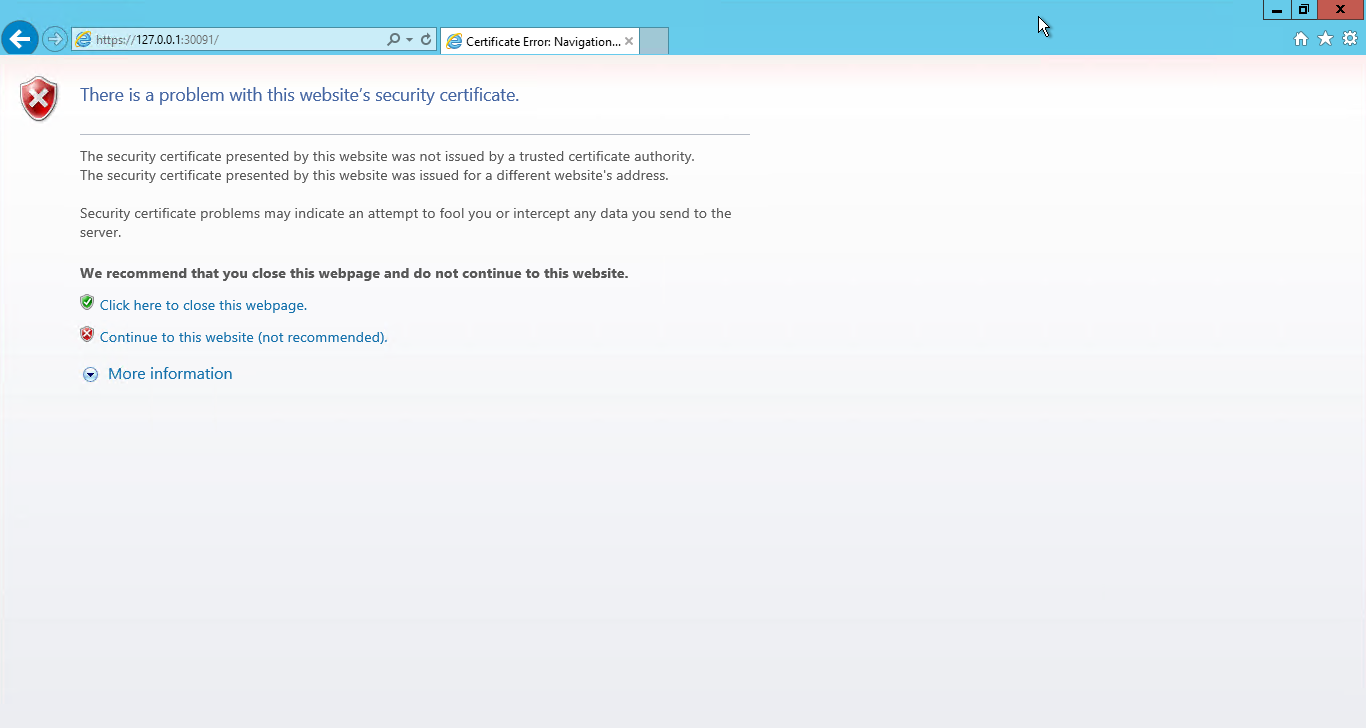 https://127.0.0.1:30091/
Certificate Error: Navigation...
There is a problem with this website's security certificate.
The security certificate presented by this website was not issued by a trusted certificate authority.
The security certificate presented by this website was issued for a different website's address.
Security certificate problems may indicate an attempt to fool you or intercept any data you send to the
server.
We recommend that you close this webpage and do not continue to this website.
Click here to close this webpage.
Continue to this website (not recommended).
More information